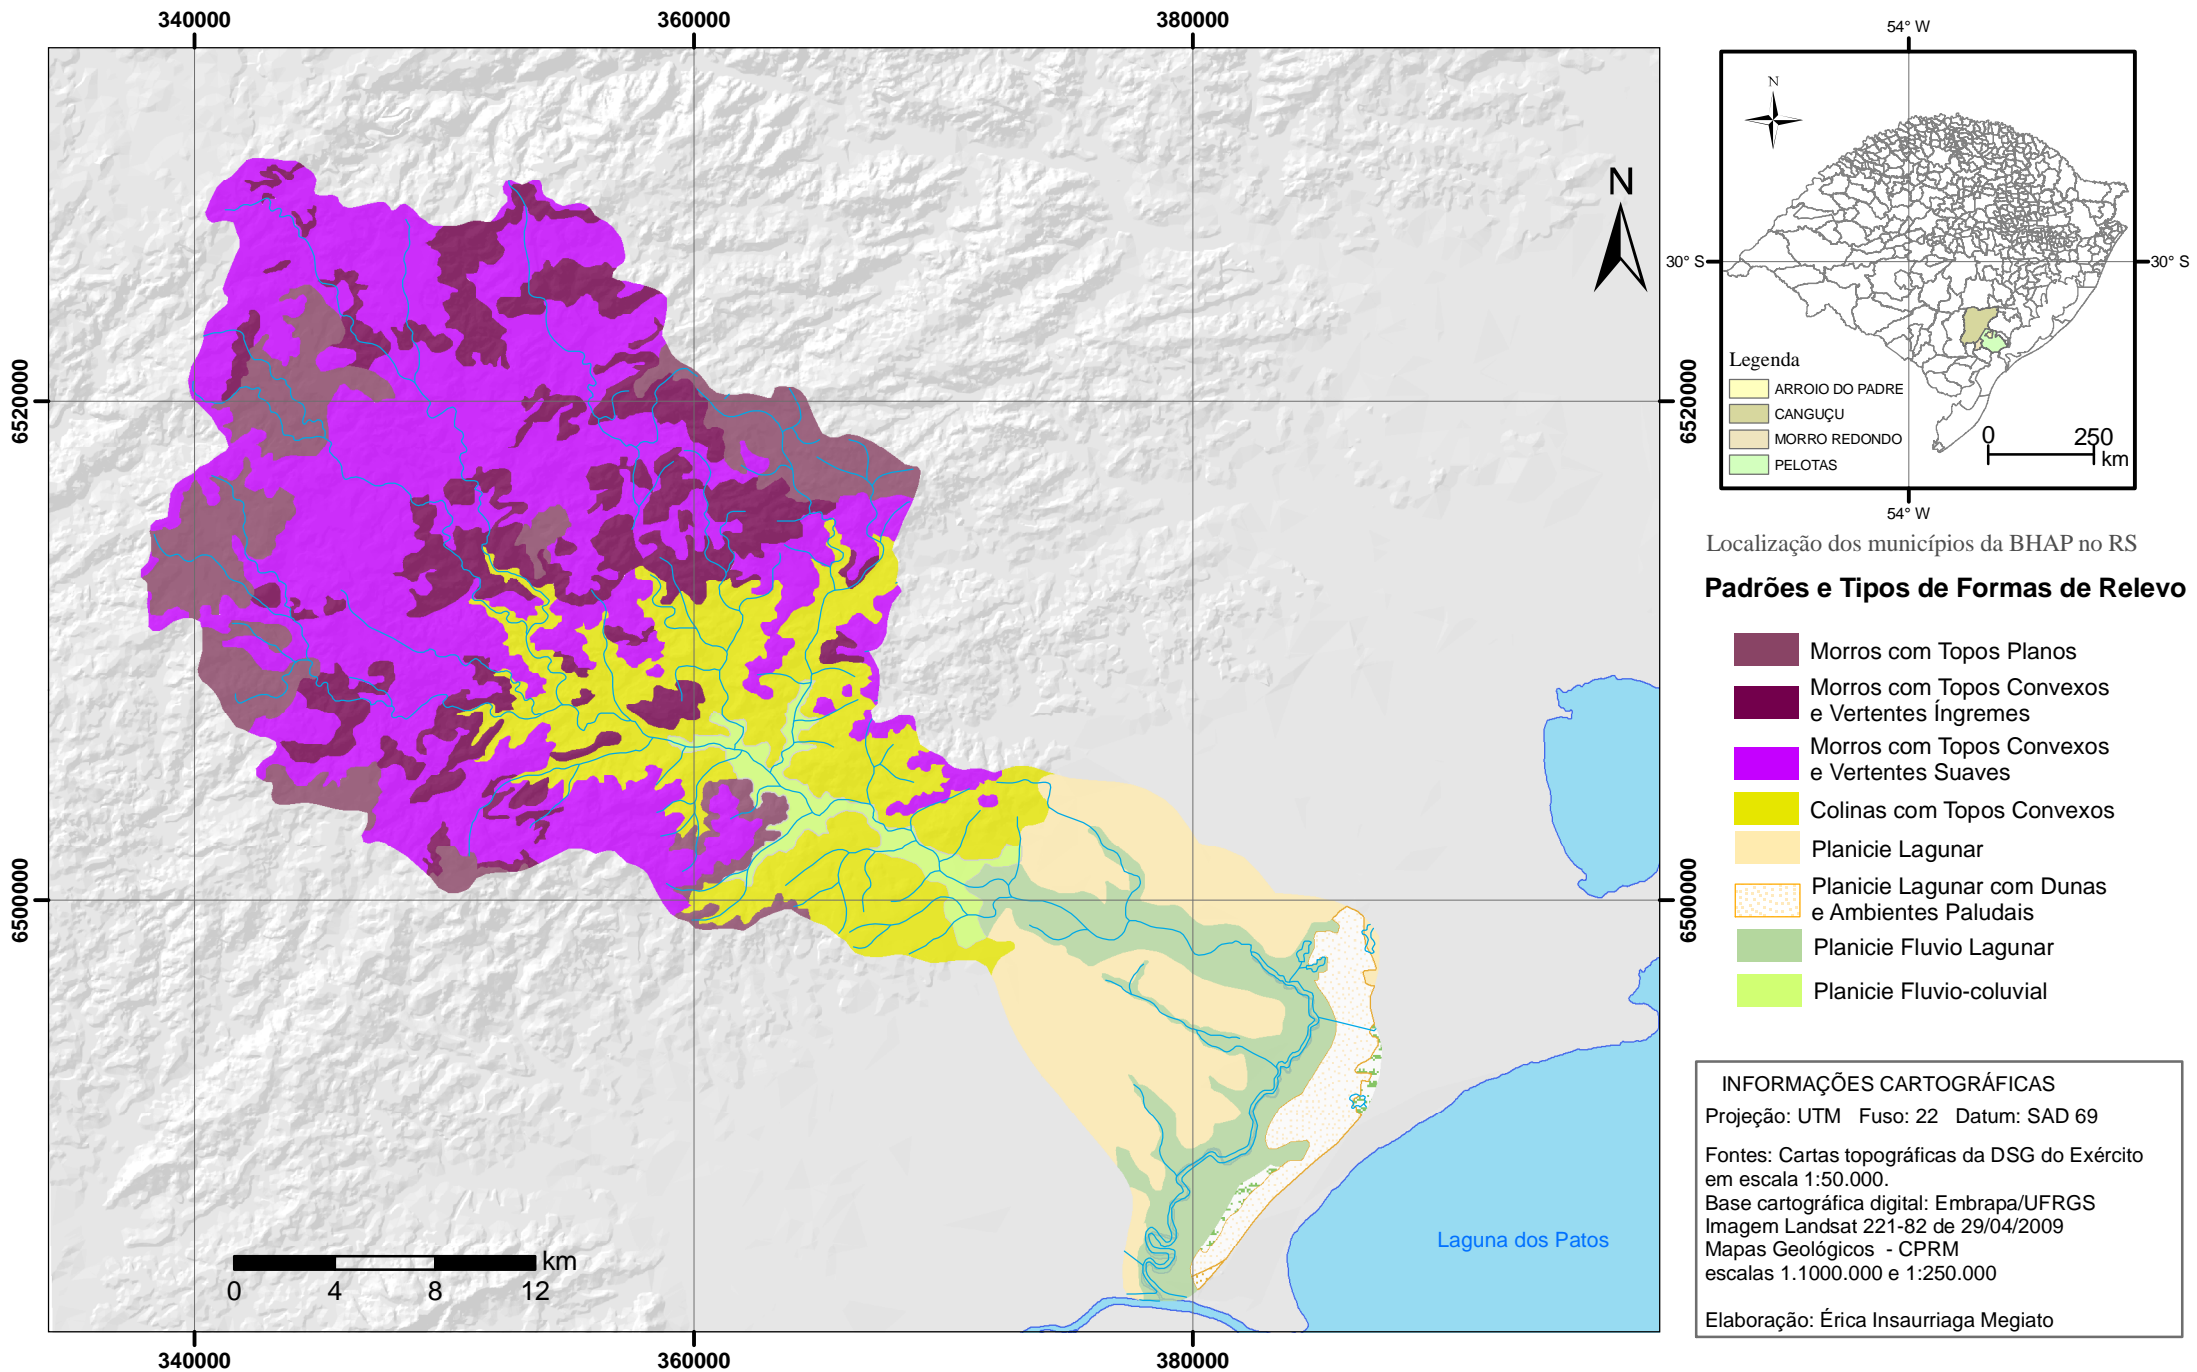 340000
360000
380000
6520000
6520000
6500000
6500000
340000
360000
380000
N
Laguna dos Patos
km
0
4
8
12
54° W
N
30° S
30° S
Legenda
ARROIO DO PADRE
CANGUÇU
MORRO REDONDO
PELOTAS
0
250
km
54° W
Localização dos municípios da BHAP no RS
Padrões e Tipos de Formas de Relevo
Morros com Topos Planos
Morros com Topos Convexos
e Vertentes Íngremes
Morros com Topos Convexos
e Vertentes Suaves
Colinas com Topos Convexos
Planicie Lagunar
Planicie Lagunar com Dunas
e Ambientes Paludais
Planicie Fluvio Lagunar
Planicie Fluvio-coluvial
INFORMAÇÕES CARTOGRÁFICAS
Projeção: UTM Fuso: 22 Datum: SAD 69
Fontes: Cartas topográficas da DSG do Exército
em escala 1:50.000.
Base cartográfica digital: Embrapa/UFRGS
Imagem Landsat 221-82 de 29/04/2009
Mapas Geológicos - CPRM
escalas 1.1000.000 e 1:250.000
Elaboração: Érica Insaurriaga Megiato